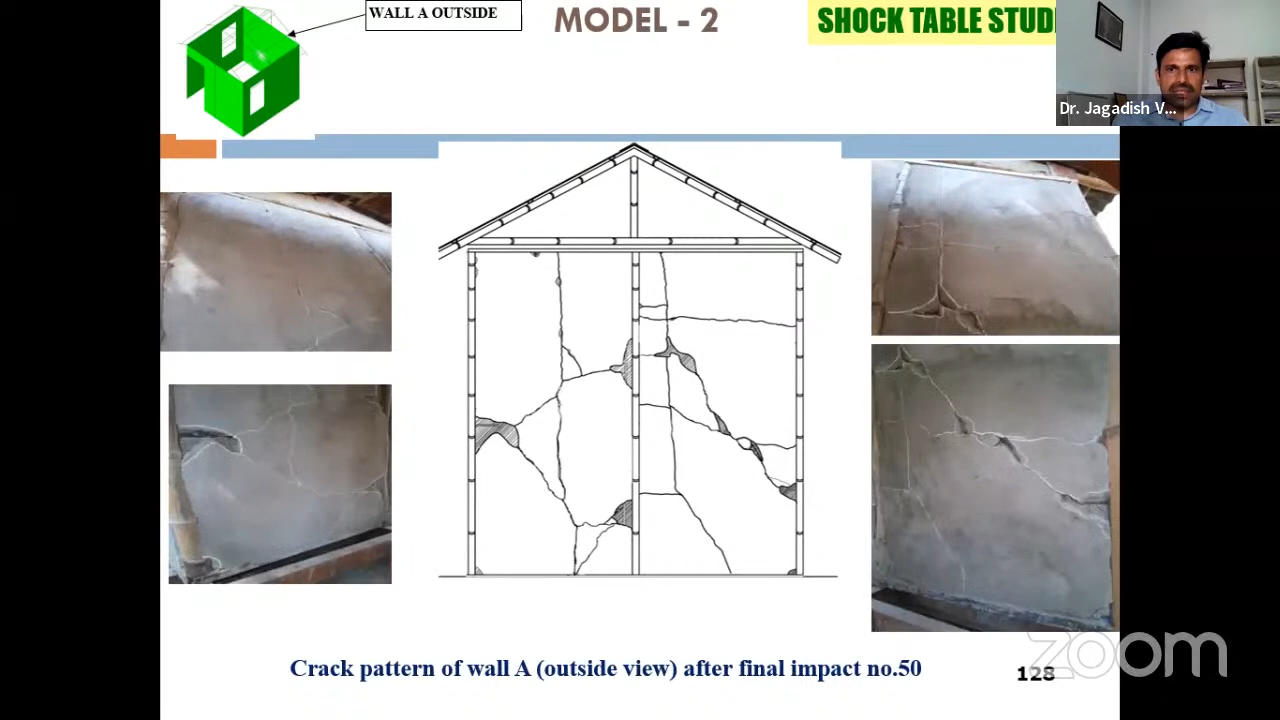 WALL A OUTSIDE
MODEL - 2
SHOCK TABLE STUD
Dr. Jagadish V...
Crack pattern of wall A (outside view) after final impact no.50
128
zoom